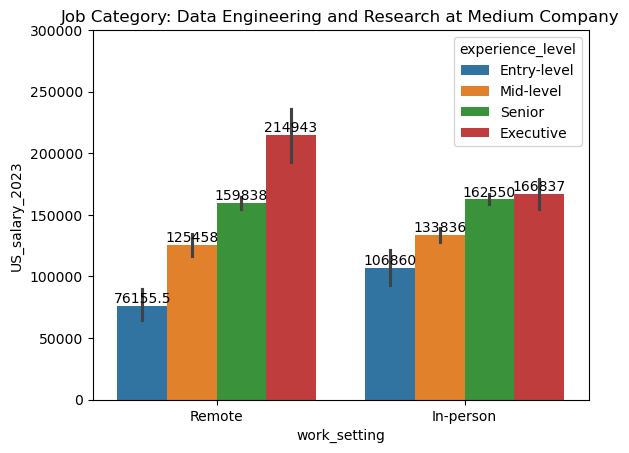 Job Category: Data Engineering and Research at Medium Company
300000
250000
200000
150000
100000
50000
0
US_salary_2023
experience_level
Entry-level
Mid-level
Senior
Executive
76155.5
125458
159838
214943
106860
133836
162550
166837
Remote
In-person
work_setting